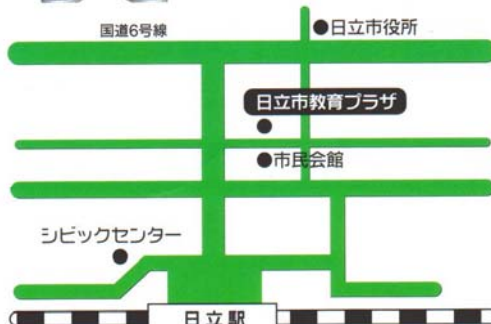 国道6号線
●日立市役所
日立市教育プラザ
●市民会館
シビックセンター
日立駅